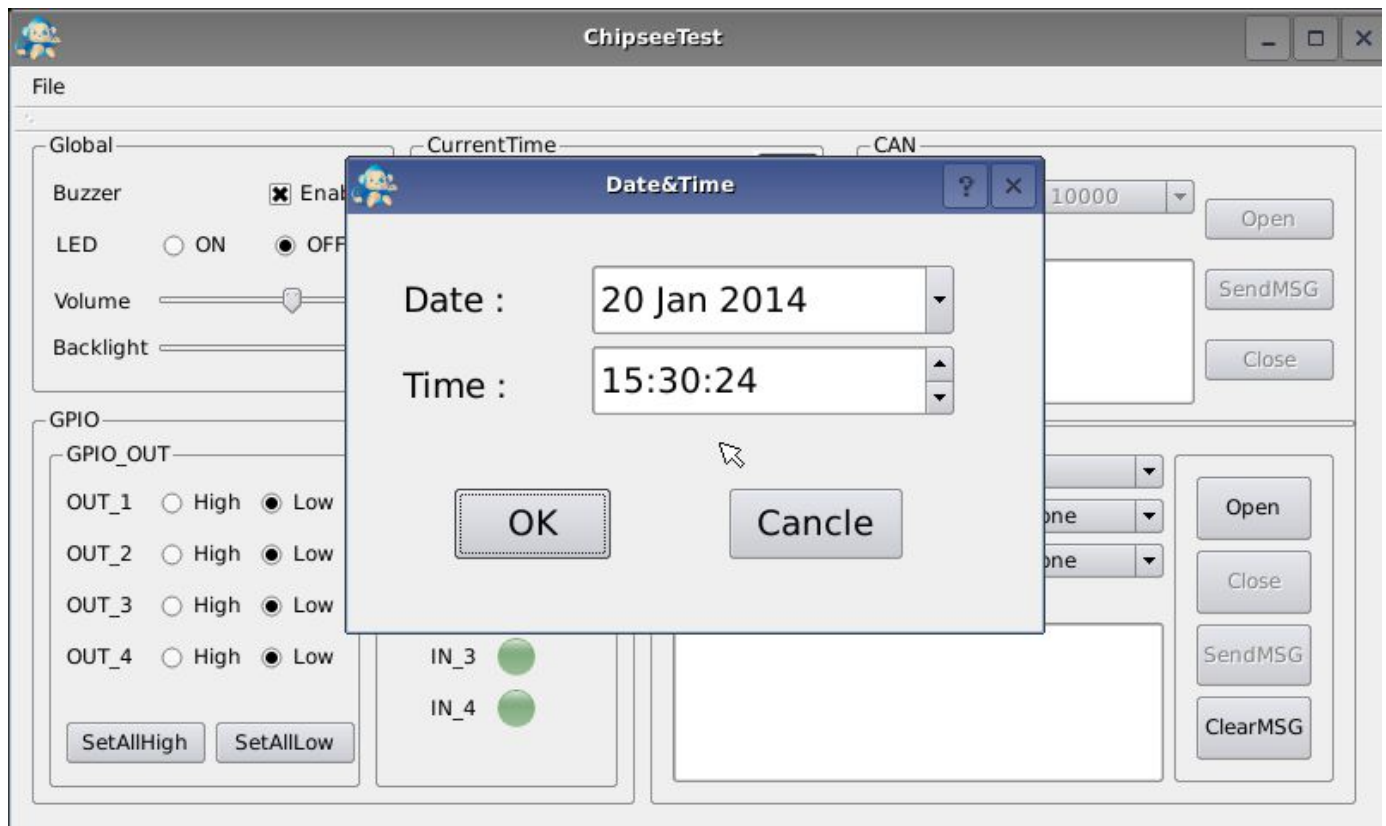 ChipseeTest
File
Global
CurrentTime
CAN
Buzzer
LED
ON
OFF
Volume
Backlight
Date&Time
?
Date :
20 Jan 2014
Time :
15:30:24
OK
Cancle
10000
Open
SendMSG
Close
GPIO
GPIO_OUT
OUT_1 High Low
OUT_2 High Low
OUT_3 High Low
OUT_4 High Low
SetAllHigh SetAllLow
IN_3
IN_4
Open
Close
SendMSG
ClearMSG